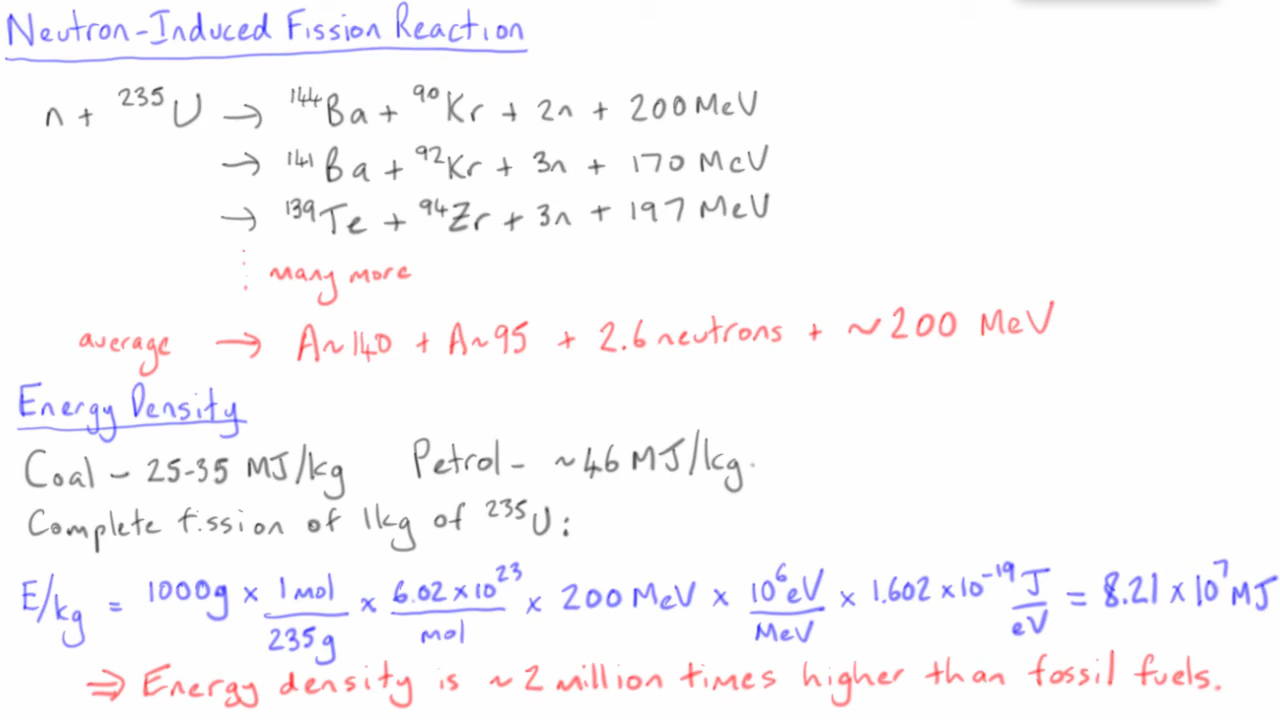 Neutron-Induced Fission Reaction
n + ²³⁵U → ¹⁴⁴Ba + ⁹⁰Kr + 2n + 200 MeV
→ ¹⁴¹Ba + ⁹²Kr + 3n + 170 MeV
→ ¹³⁹Te + ⁹⁴Zr + 3n + 197 MeV
⋮ many more
average → A~140 + A~95 + 2.6 neutrons + ~200 MeV
Energy Density
Coal - 25-35 MJ/kg Petrol - ~46 MJ/kg.
Complete fission of 1kg of ²³⁵U:
E/kg = 1000g × 1 mol/235g × 6.02 × 10²³/mol × 200 MeV × 10⁶eV/MeV × 1.602 × 10⁻¹⁹ J/eV = 8.21 × 10⁷ MJ
⇒ Energy density is ~2 million times higher than fossil fuels.